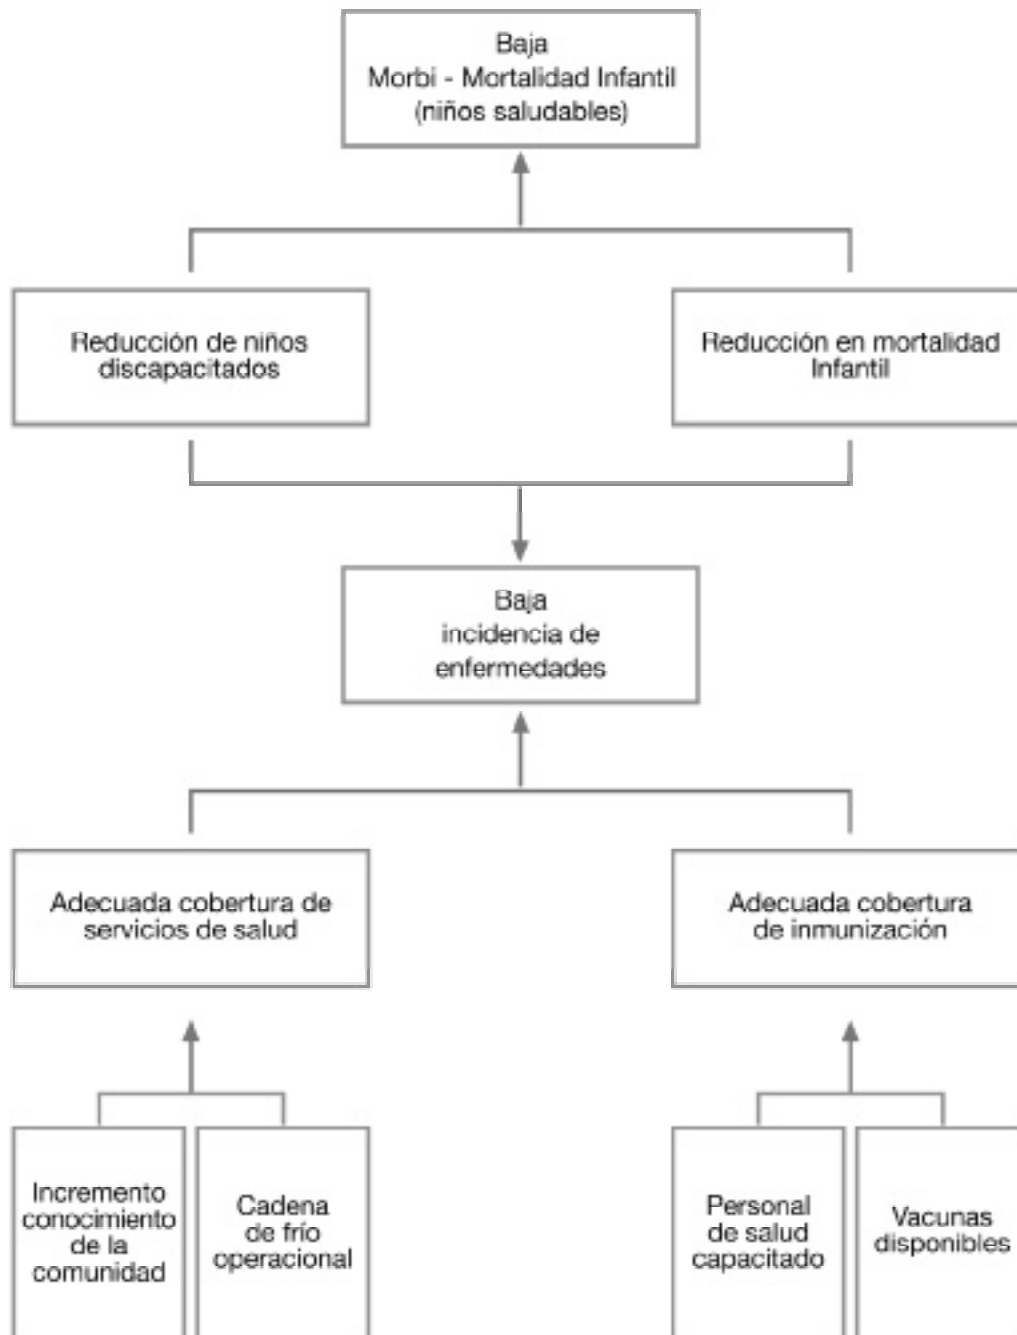 Baja
Morbi - Mortalidad Infantil
(niños saludables)
Reducción de niños
discapacitados
Reducción en mortalidad
Infantil
Baja
incidencia de
enfermedades
Adecuada cobertura de
servicios de salud
Adecuada cobertura
de inmunización
Incremento
conocimiento
de la
comunidad
Cadena
de frío
operacional
Personal
de salud
capacitado
Vacunas
disponibles